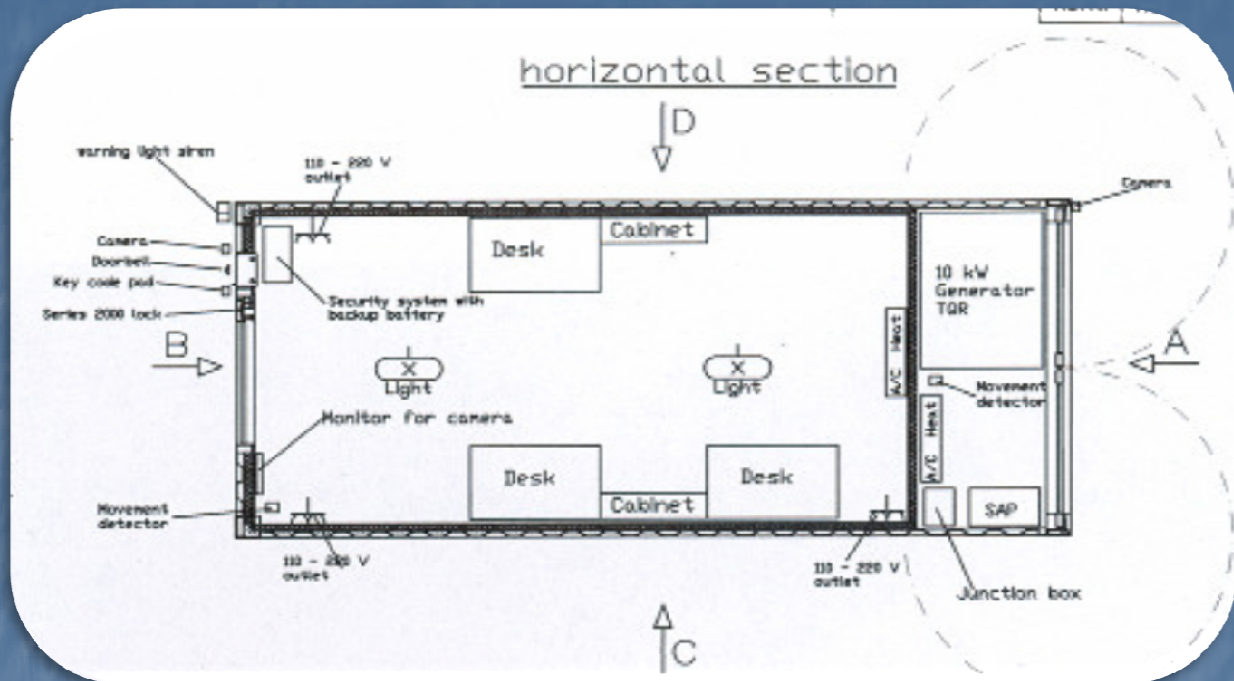 horizontal section
D
warning light siren
110 - 220 V
outlet
Camera
Camera
Doorbell
Key code pad
Series 2000 lock
Desk
Cabinet
10 kW
Generator
TQR
Security system with
backup battery
B
A
Light
Light
A/C Heat
Movement
detector
Monitor for camera
A/C Heat
Desk
Cabinet
Desk
SAP
Movement
detector
110 - 220 V
outlet
110 - 220 V
outlet
Junction box
C